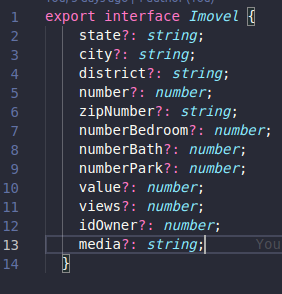 1 export interface Imovel {
2 state?: string;
3 city?: string;
4 district?: string;
5 number?: number;
6 zipNumber?: string;
7 numberBedroom?: number;
8 numberBath?: number;
9 numberPark?: number;
10 value?: number;
11 views?: number;
12 idOwner?: number;
13 media?: string; You
14 }